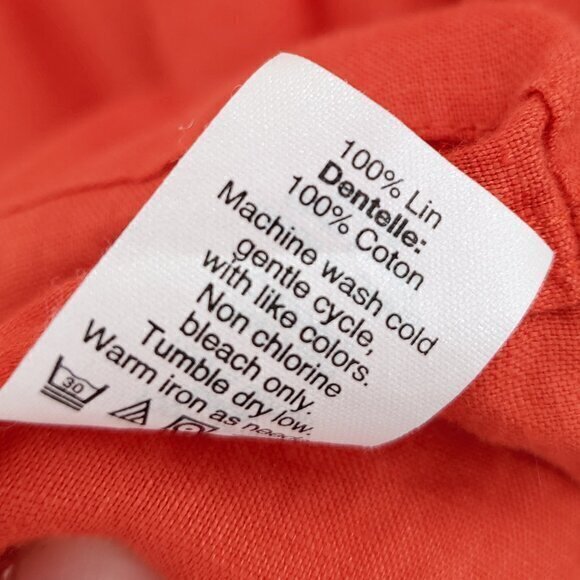 100% Lin
Dentelle:
100% Coton
Machine wash cold
gentle cycle,
with like colors.
Non chlorine
bleach only.
Tumble dry low.
Warm iron as needed
30